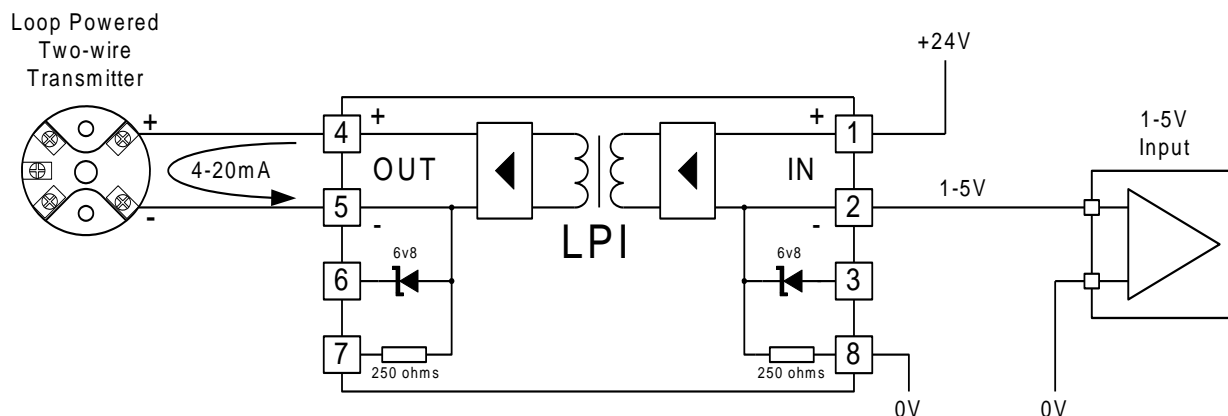 Loop Powered
Two-wire
Transmitter
+24V
+ 4 + + 1
4-20mA OUT IN
1-5V
Input
- 5 - 2 1-5V
-
LPI
6v8 6v8
6 3
7 8
250 ohms 250 ohms
0V 0V